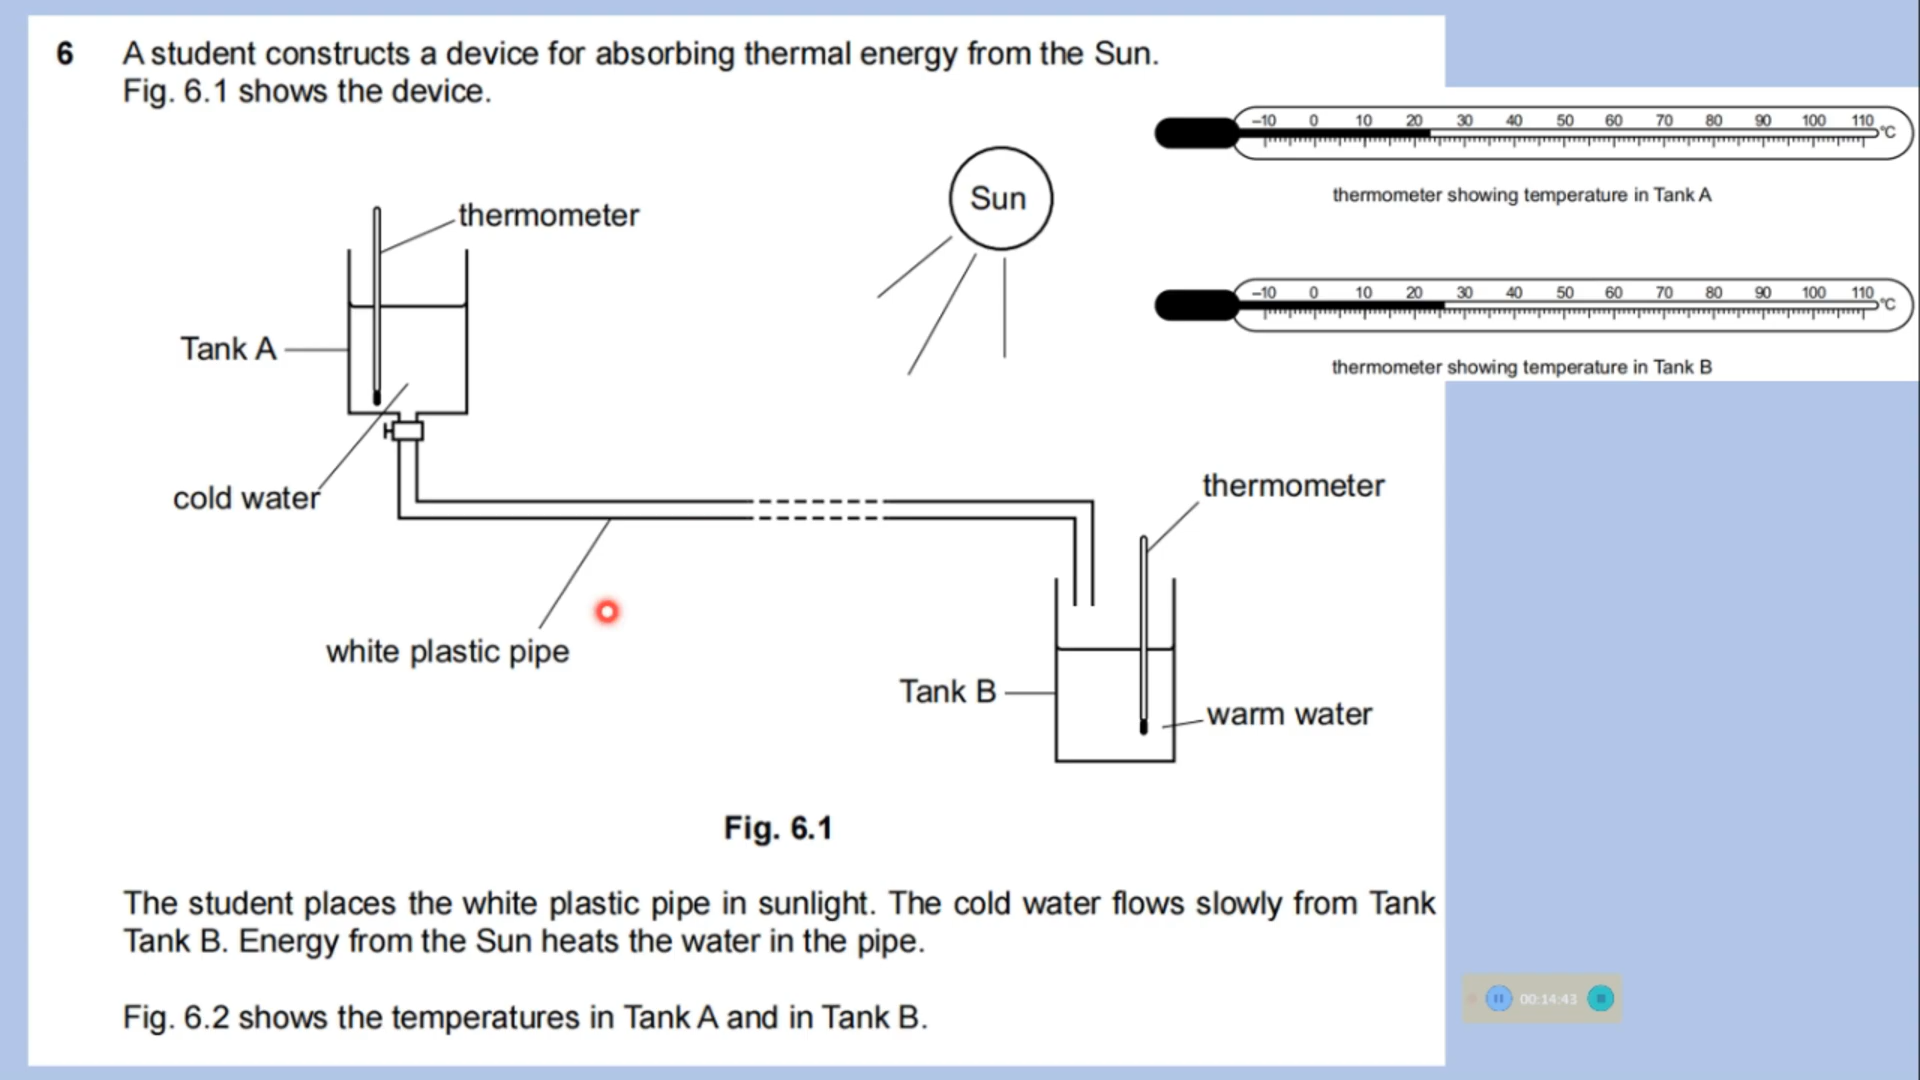 6 A student constructs a device for absorbing thermal energy from the Sun.
Fig. 6.1 shows the device.
–10 0 10 20 30 40 50 60 70 80 90 100 110 °C
thermometer showing temperature in Tank A
Sun
thermometer
–10 0 10 20 30 40 50 60 70 80 90 100 110 °C
thermometer showing temperature in Tank B
Tank A
cold water
thermometer
white plastic pipe
Tank B
warm water
Fig. 6.1
The student places the white plastic pipe in sunlight. The cold water flows slowly from Tank
Tank B. Energy from the Sun heats the water in the pipe.
00:14:43
Fig. 6.2 shows the temperatures in Tank A and in Tank B.